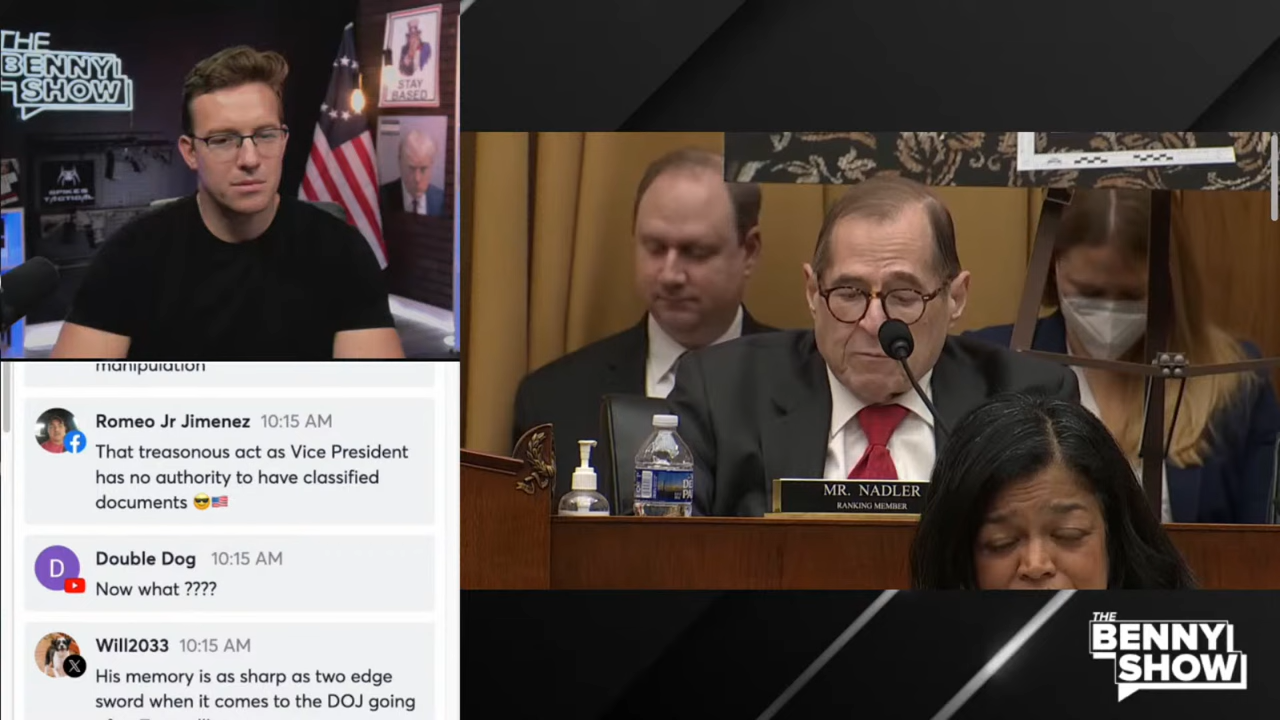 THE
BENNY
SHOW
STAY
BASED
SPIKE'S
TACTICAL
manipulation
Romeo Jr Jimenez 10:15 AM
That treasonous act as Vice President
has no authority to have classified
documents 😎🇺🇸
D
Double Dog 10:15 AM
Now what ????
Will2033 10:15 AM
His memory is as sharp as two edge
sword when it comes to the DOJ going
MR. NADLER
RANKING MEMBER
THE
BENNY
SHOW